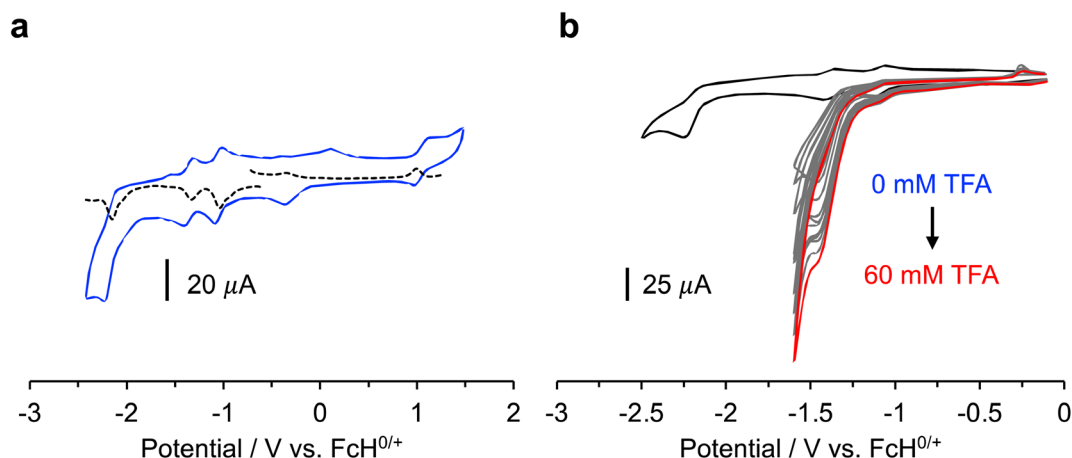 a
20 μA
-3 -2 -1 0 1 2
Potential / V vs. FcH0/+
b
0 mM TFA
60 mM TFA
25 μA
-2.5 -2 -1.5 -1 -0.5 0
Potential / V vs. FcH0/+